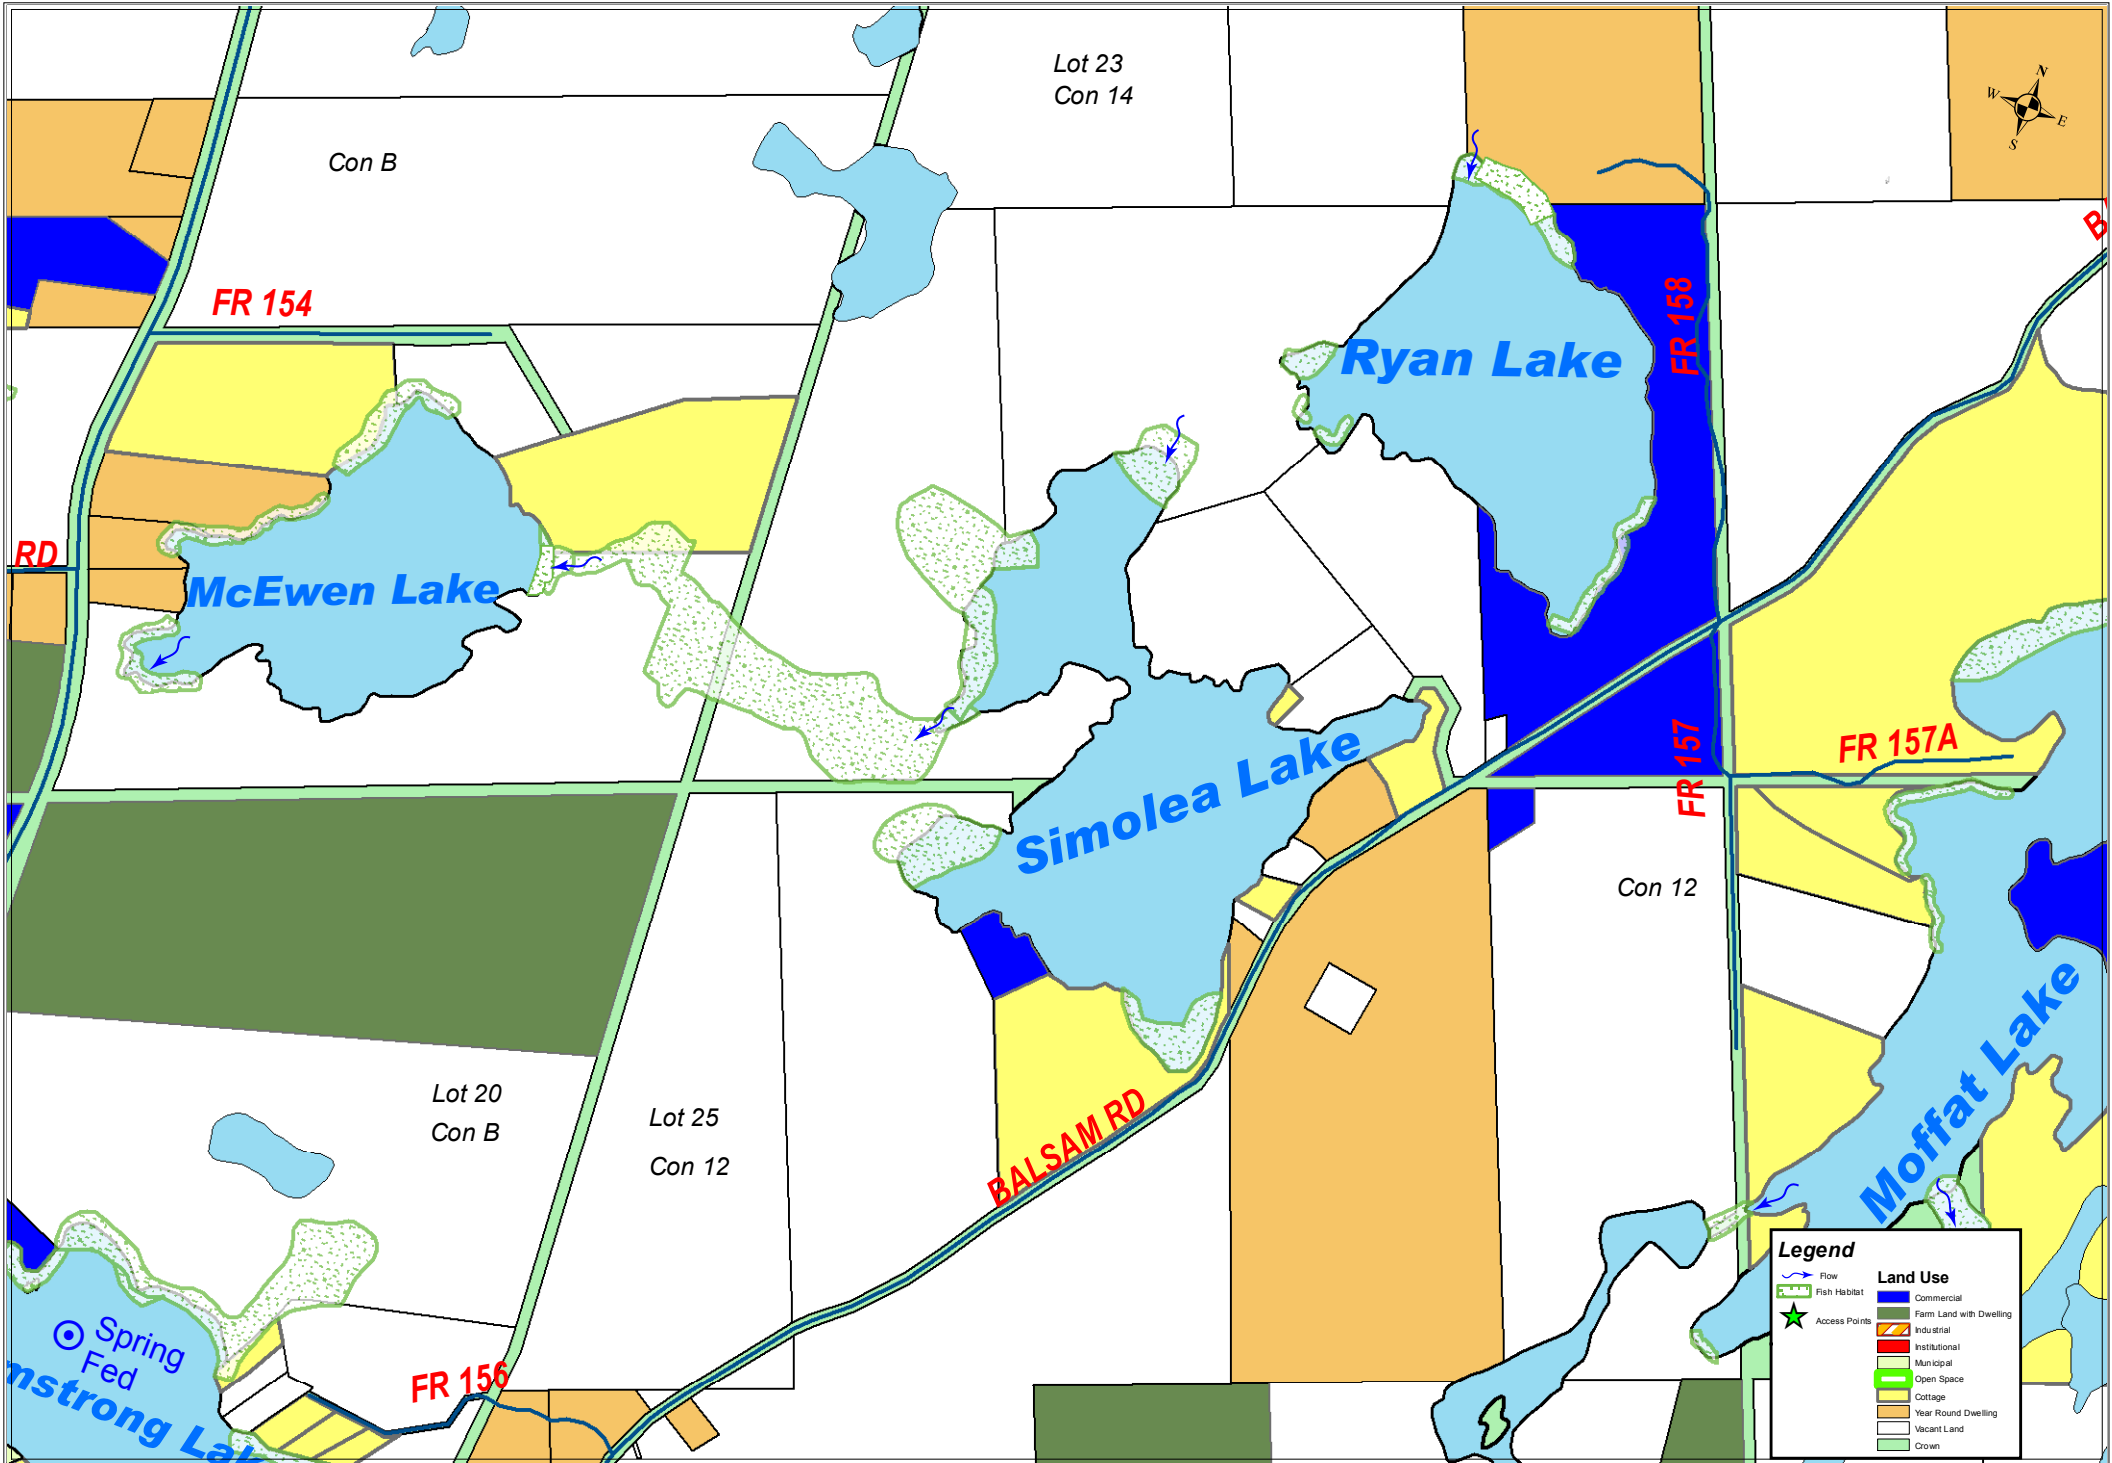 Lot 23
Con 14
N
W
E
S
Con B
B
FR 154
FR 158
Ryan Lake
RD
McEwen Lake
FR 157
FR 157A
Simolea Lake
Con 12
Moffat Lake
Lot 20
Con B
Lot 25
Con 12
BALSAM RD
Spring
Fed
mstrong Lak
FR 156
Legend
Flow
Fish Habitat
Access Points
Land Use
Commercial
Farm Land with Dwelling
Industrial
Institutional
Municipal
Open Space
Cottage
Year Round Dwelling
Vacant Land
Crown